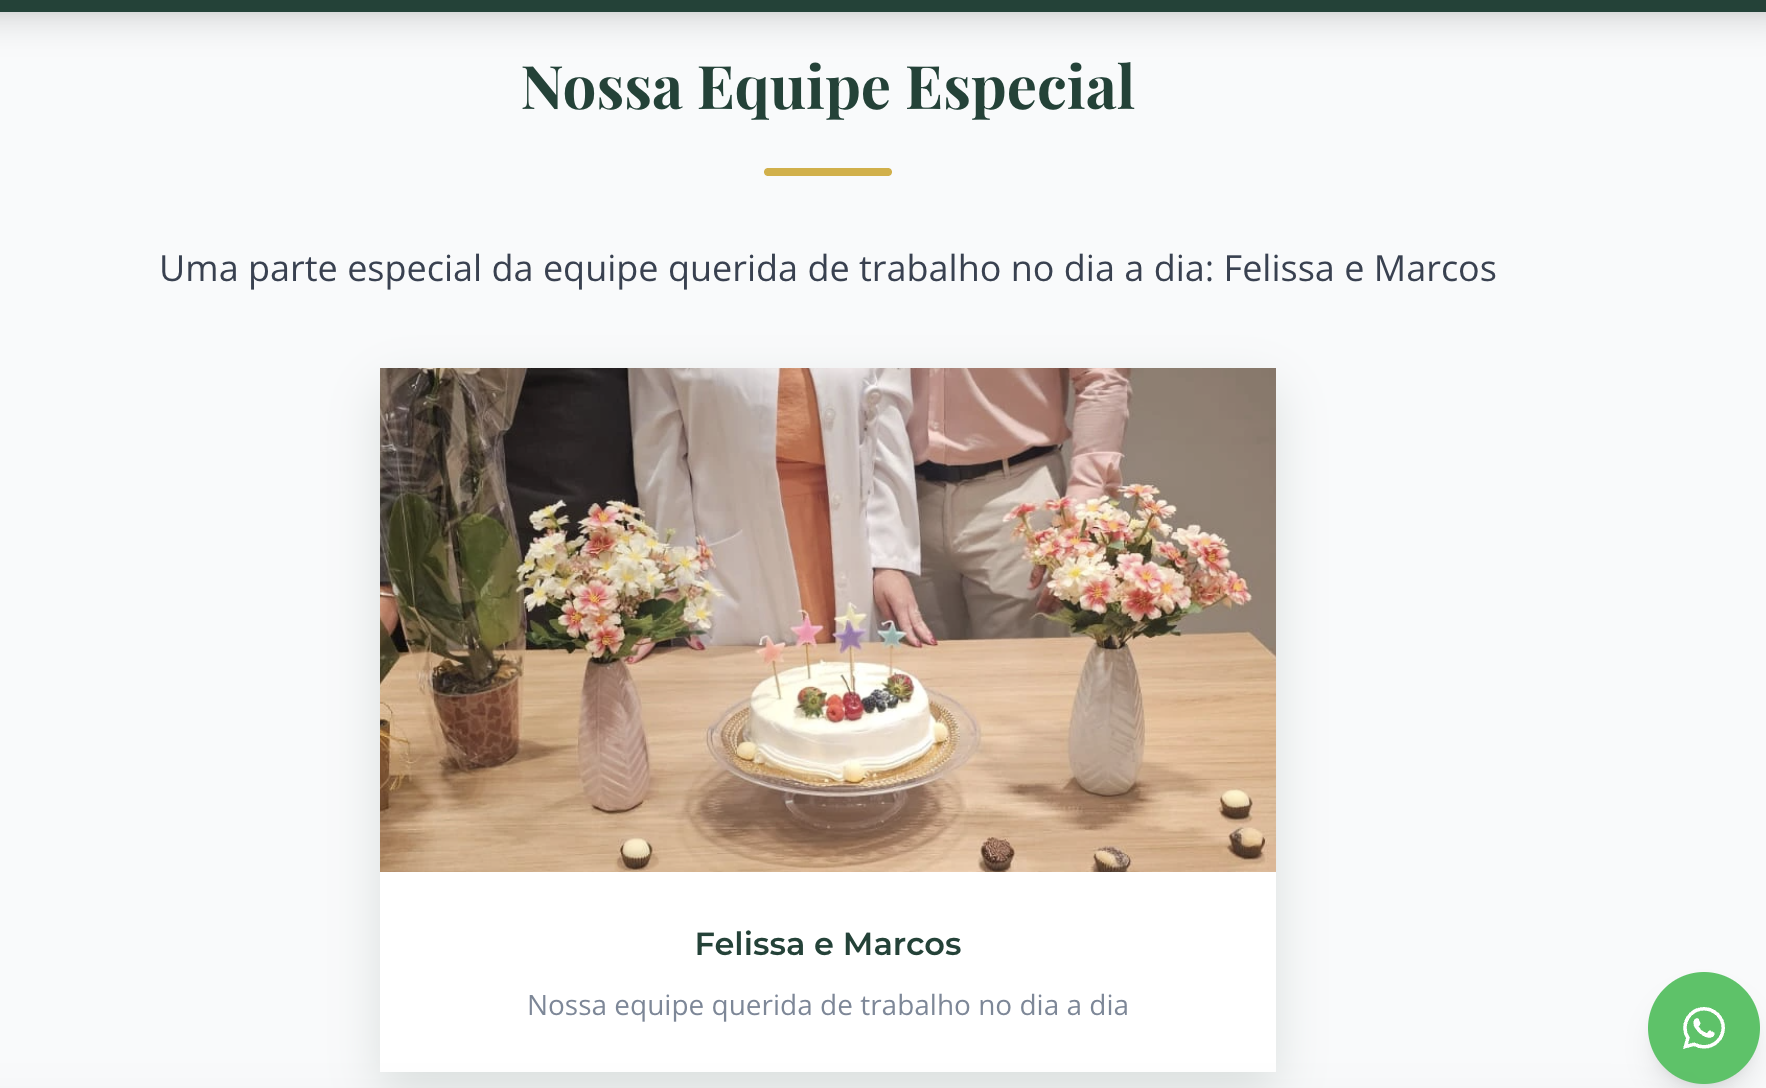 Nossa Equipe Especial
Uma parte especial da equipe querida de trabalho no dia a dia: Felissa e Marcos
Felissa e Marcos
Nossa equipe querida de trabalho no dia a dia